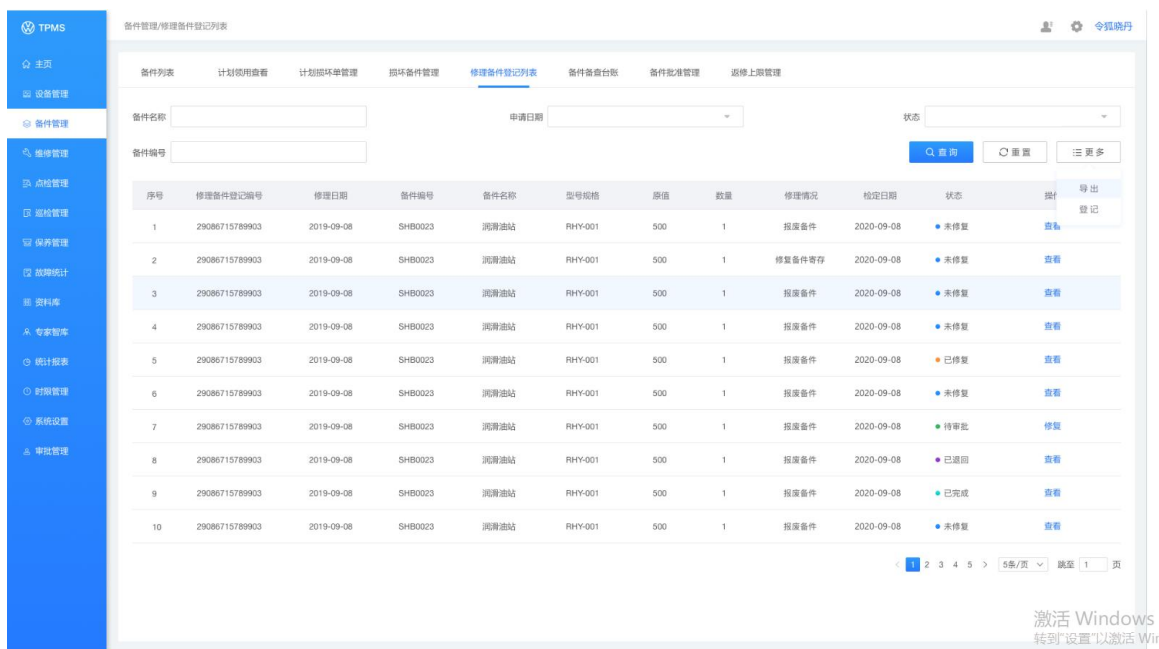 TPMS
备件管理/修理备件登记列表
令狐晓丹
主页
设备管理
备件管理
维修管理
点检管理
巡检管理
保养管理
故障统计
资料库
专家智库
统计报表
时限管理
系统设置
审批管理
备件列表 计划领用查看 计划损坏单管理 损坏备件管理 修理备件登记列表 备件备查台账 备件批准管理 返修上限管理
备件名称 申请日期 状态
备件编号 查询 重置 更多
导出
登记
序号 修理备件登记编号 修理日期 备件编号 备件名称 型号规格 原值 数量 修理情况 检定日期 状态 操作
1 29086715789903 2019-09-08 SHB0023 润滑油站 RHY-001 500 1 报废备件 2020-09-08 未修复 查看
2 29086715789903 2019-09-08 SHB0023 润滑油站 RHY-001 500 1 修复备件寄存 2020-09-08 未修复 查看
3 29086715789903 2019-09-08 SHB0023 润滑油站 RHY-001 500 1 报废备件 2020-09-08 未修复 查看
4 29086715789903 2019-09-08 SHB0023 润滑油站 RHY-001 500 1 报废备件 2020-09-08 未修复 查看
5 29086715789903 2019-09-08 SHB0023 润滑油站 RHY-001 500 1 报废备件 2020-09-08 已修复 查看
6 29086715789903 2019-09-08 SHB0023 润滑油站 RHY-001 500 1 报废备件 2020-09-08 未修复 查看
7 29086715789903 2019-09-08 SHB0023 润滑油站 RHY-001 500 1 报废备件 2020-09-08 待审批 修复
8 29086715789903 2019-09-08 SHB0023 润滑油站 RHY-001 500 1 报废备件 2020-09-08 已退回 查看
9 29086715789903 2019-09-08 SHB0023 润滑油站 RHY-001 500 1 报废备件 2020-09-08 已完成 查看
10 29086715789903 2019-09-08 SHB0023 润滑油站 RHY-001 500 1 报废备件 2020-09-08 未修复 查看
< 1 2 3 4 5 > 5条/页 跳至 1 页
激活 Windows
转到"设置"以激活 Win